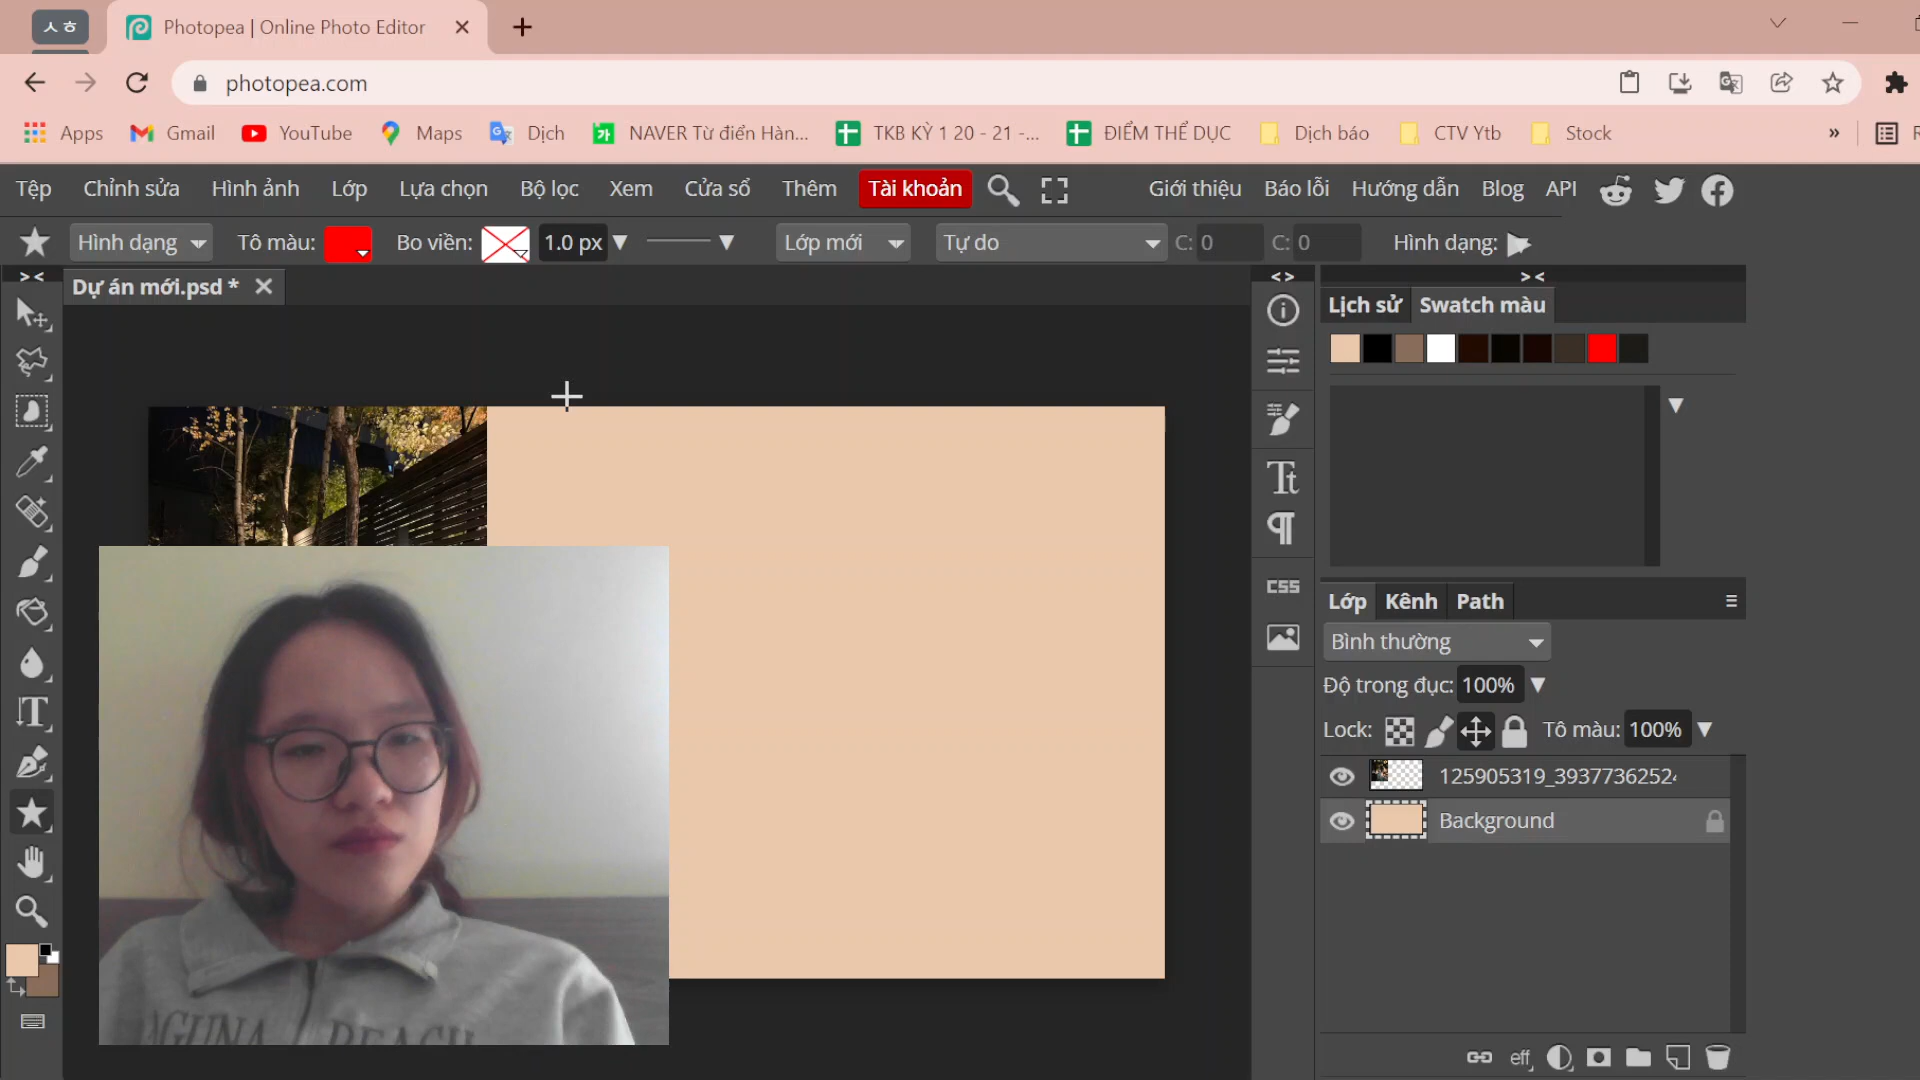 ㅅㅎ Photopea | Online Photo Editor
photopea.com
Apps Gmail YouTube Maps Dịch NAVER Từ điển Hàn... TKB KỲ 1 20 - 21 -... ĐIỂM THỂ DỤC Dịch báo CTV Ytb Stock »
Tệp Chỉnh sửa Hình ảnh Lớp Lựa chọn Bộ lọc Xem Cửa sổ Thêm Tài khoản Giới thiệu Báo lỗi Hướng dẫn Blog API
Hình dạng Tô màu: Bo viền: 1.0 px Lớp mới Tự do C: 0 C: 0 Hình dạng:
Dự án mới.psd *
Lịch sử Swatch màu
CSS
Lớp Kênh Path
Bình thường
Độ trong đục: 100%
Lock: Tô màu: 100%
125905319_3937736252
Background
eff